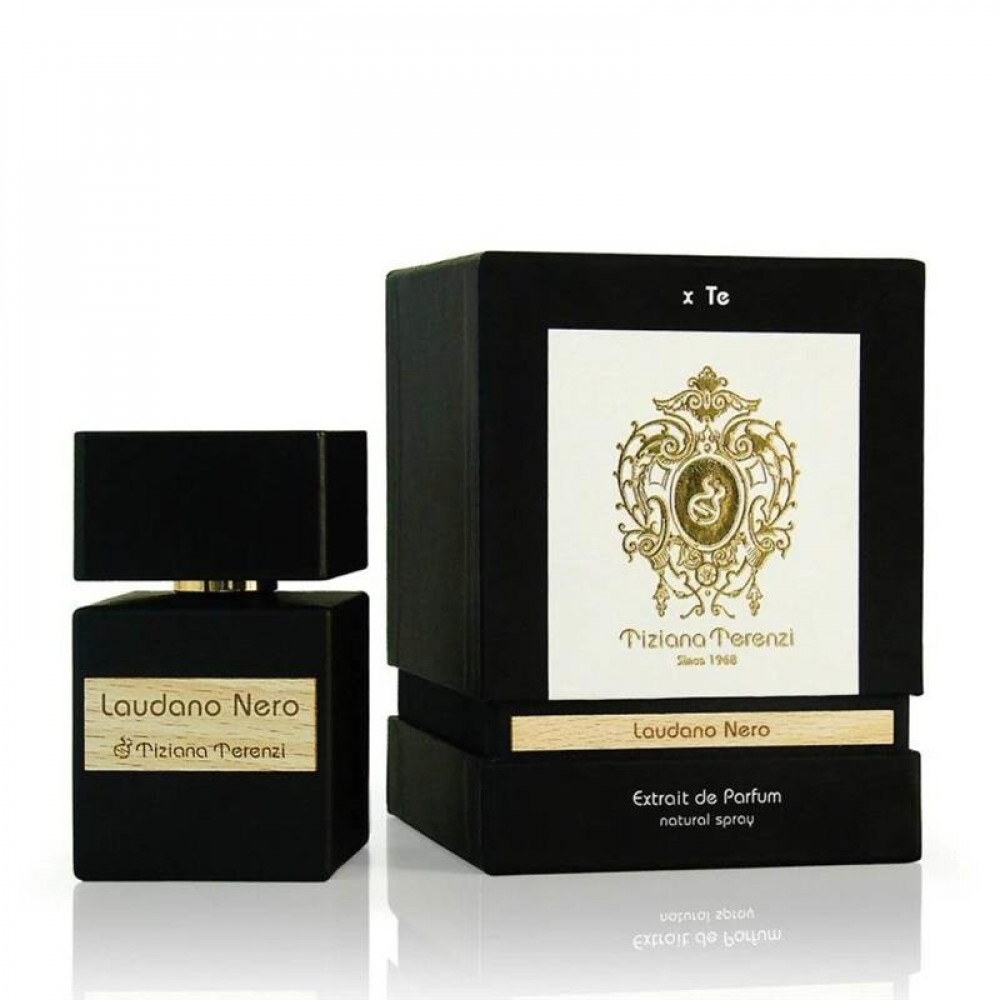 x Te
Tiziana Terenzi
Since 1968
Laudano Nero
Extrait de Parfum
natural spray
Laudano Nero
Tiziana Terenzi